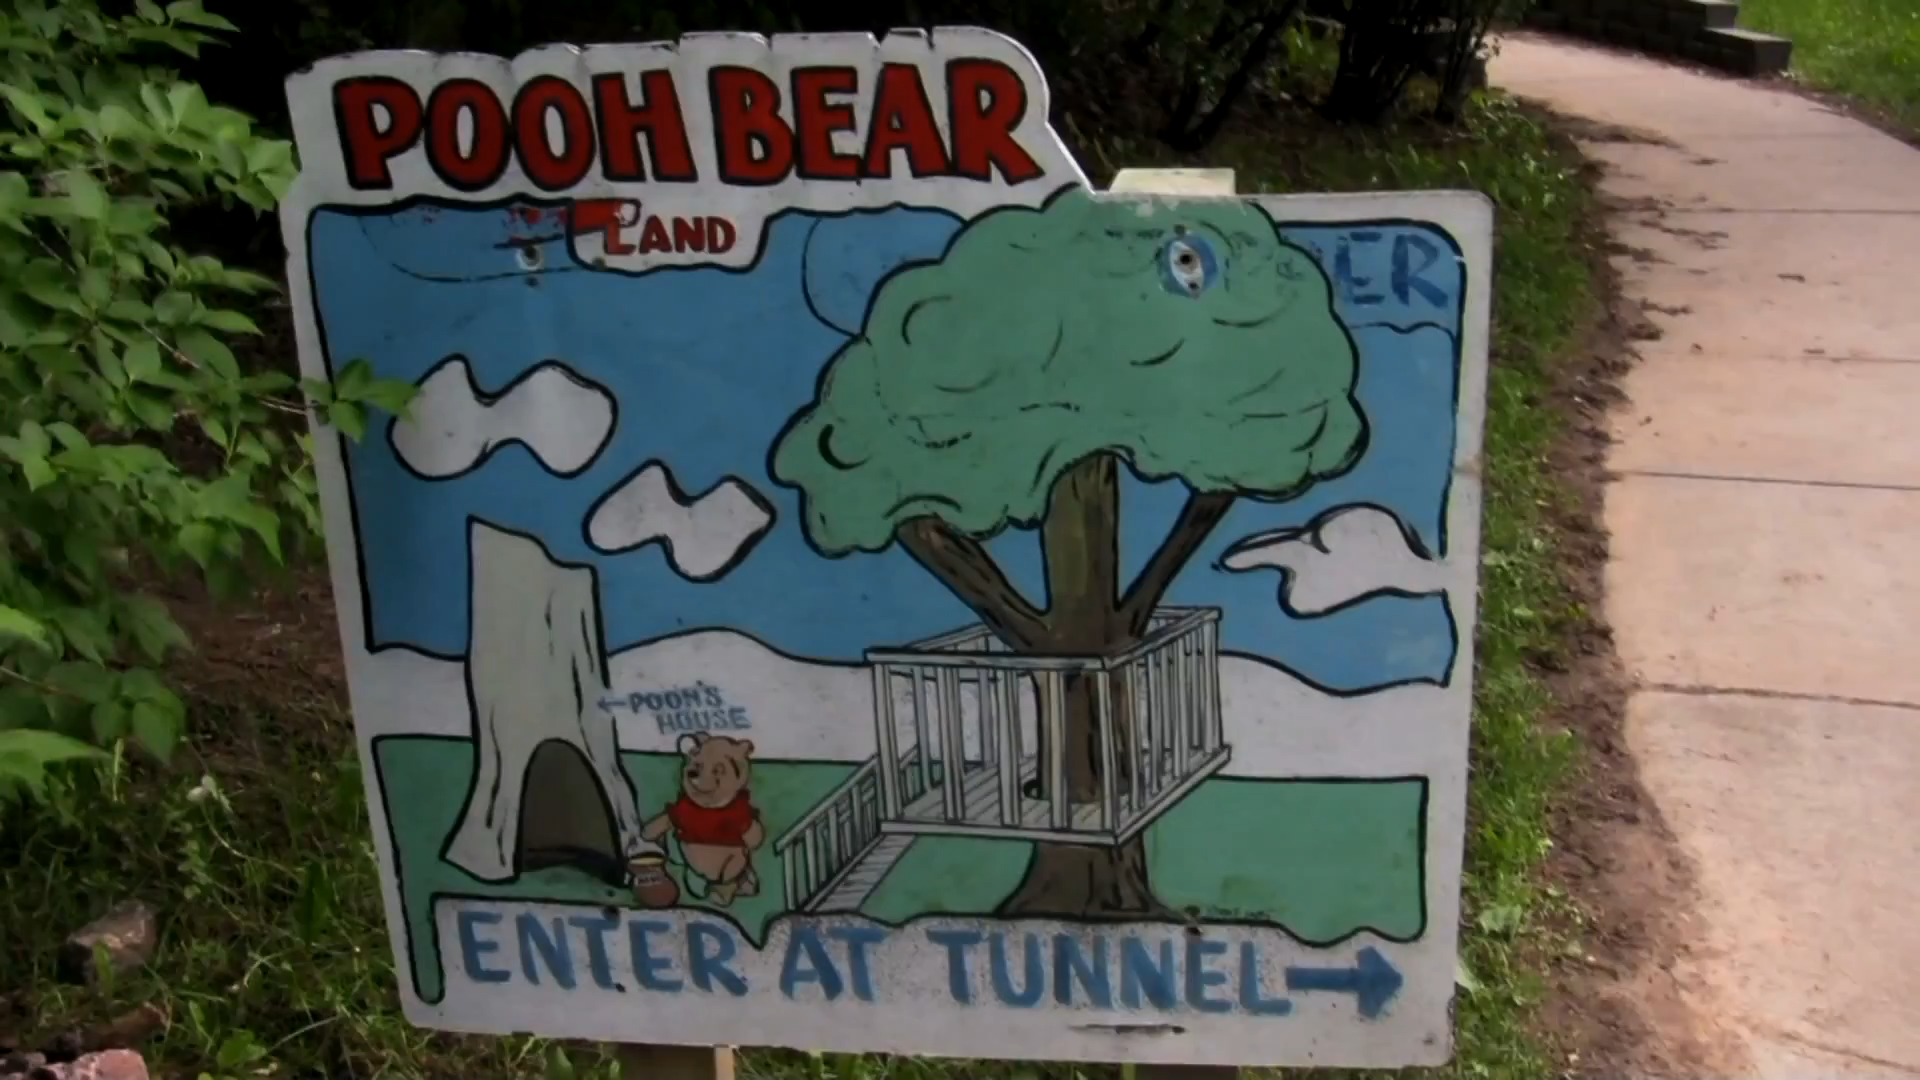 POOH BEAR
LAND
ER
←POOH'S
HOUSE
ENTER AT TUNNEL→